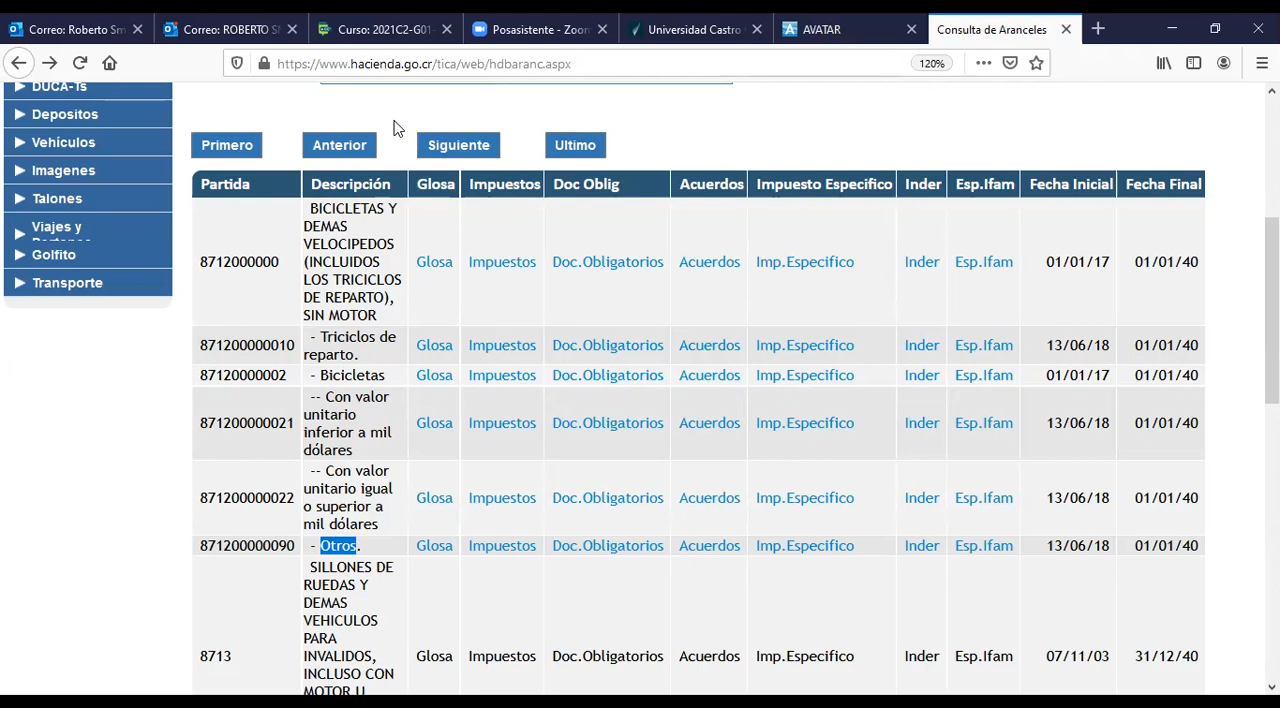 Correo: Roberto Sm
Correo: ROBERTO SM
Curso: 2021C2-G01-
Posasistente - Zoom
Universidad Castro
AVATAR
Consulta de Aranceles
https://www.hacienda.go.cr/tica/web/hdbaranc.aspx
120%
DUCA-Ts
Depositos
Vehículos
Imagenes
Talones
Viajes y
Golfito
Transporte
Primero Anterior Siguiente Ultimo
Partida Descripción Glosa Impuestos Doc Oblig Acuerdos Impuesto Especifico Inder Esp.Ifam Fecha Inicial Fecha Final
BICICLETAS Y
DEMAS
VELOCIPEDOS
(INCLUIDOS
LOS TRICICLOS
DE REPARTO),
SIN MOTOR
8712000000 Glosa Impuestos Doc.Obligatorios Acuerdos Imp.Especifico Inder Esp.Ifam 01/01/17 01/01/40
- Triciclos de
reparto.
871200000010 Glosa Impuestos Doc.Obligatorios Acuerdos Imp.Especifico Inder Esp.Ifam 13/06/18 01/01/40
87120000002 - Bicicletas Glosa Impuestos Doc.Obligatorios Acuerdos Imp.Especifico Inder Esp.Ifam 01/01/17 01/01/40
-- Con valor
unitario
inferior a mil
dólares
871200000021 Glosa Impuestos Doc.Obligatorios Acuerdos Imp.Especifico Inder Esp.Ifam 13/06/18 01/01/40
-- Con valor
unitario igual
o superior a
mil dólares
871200000022 Glosa Impuestos Doc.Obligatorios Acuerdos Imp.Especifico Inder Esp.Ifam 13/06/18 01/01/40
871200000090 - Otros. Glosa Impuestos Doc.Obligatorios Acuerdos Imp.Especifico Inder Esp.Ifam 13/06/18 01/01/40
SILLONES DE
RUEDAS Y
DEMAS
VEHICULOS
PARA
INVALIDOS,
INCLUSO CON
MOTOR U
8713 Glosa Impuestos Doc.Obligatorios Acuerdos Imp.Especifico Inder Esp.Ifam 07/11/03 31/12/40